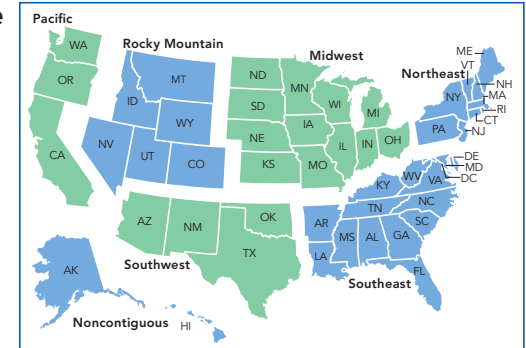 e
Pacific
WA
OR
CA
Rocky Mountain
MT
ID
WY
NV
UT
CO
Midwest
ND
MN
SD
WI
MI
NE
IA
IL
IN
OH
KS
MO
Northeast
ME
VT
NH
NY
MA
RI
CT
PA
NJ
Southwest
AZ
NM
OK
TX
Southeast
DE
MD
DC
WV
VA
KY
NC
TN
SC
AR
MS
AL
GA
LA
FL
Noncontiguous
AK
HI